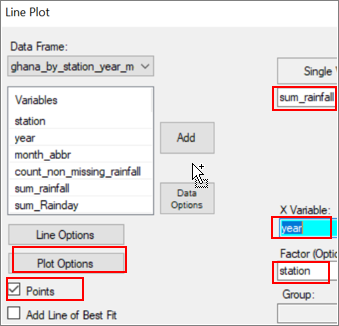 Line Plot
Data Frame:
ghana_by_station_year_m
Single V
Variables
sum_rainfall
station
year
month_abbr
count_non_missing_rainfall
sum_rainfall
sum_Rainday
Add
Data
Options
Line Options
X Variable:
year
Plot Options
Factor (Optio
station
Points
Group:
Add Line of Best Fit